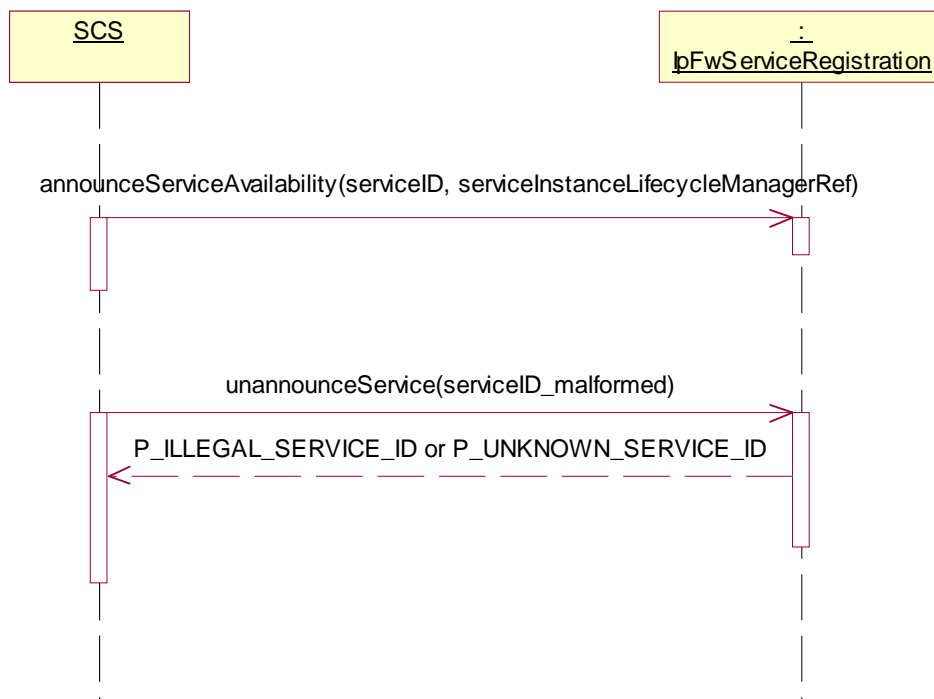 SCS
:
IpFwServiceRegistration
announceServiceAvailability(serviceID, serviceInstanceLifecycleManagerRef)
unannounceService(serviceID_malformed)
P_ILLEGAL_SERVICE_ID or P_UNKNOWN_SERVICE_ID